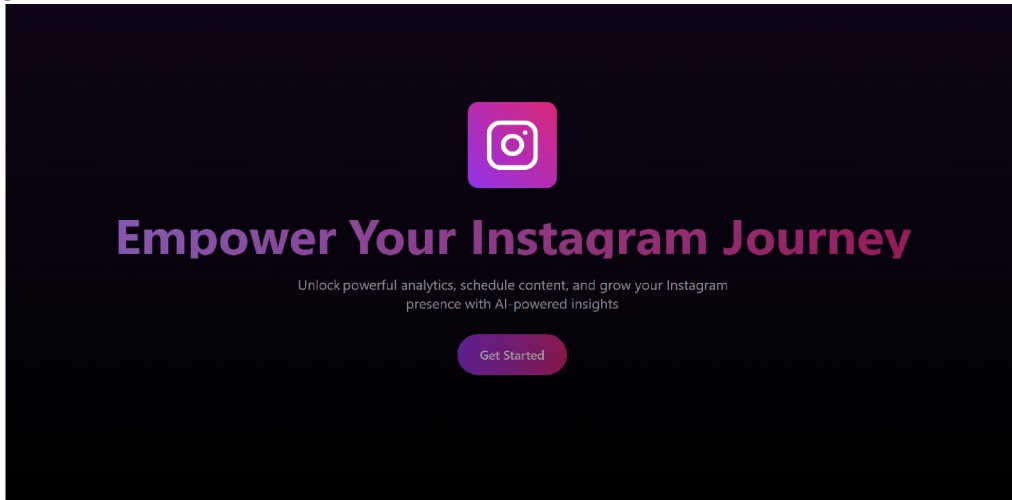 Empower Your Instagram Journey
Unlock powerful analytics, schedule content, and grow your Instagram
presence with AI-powered insights
Get Started